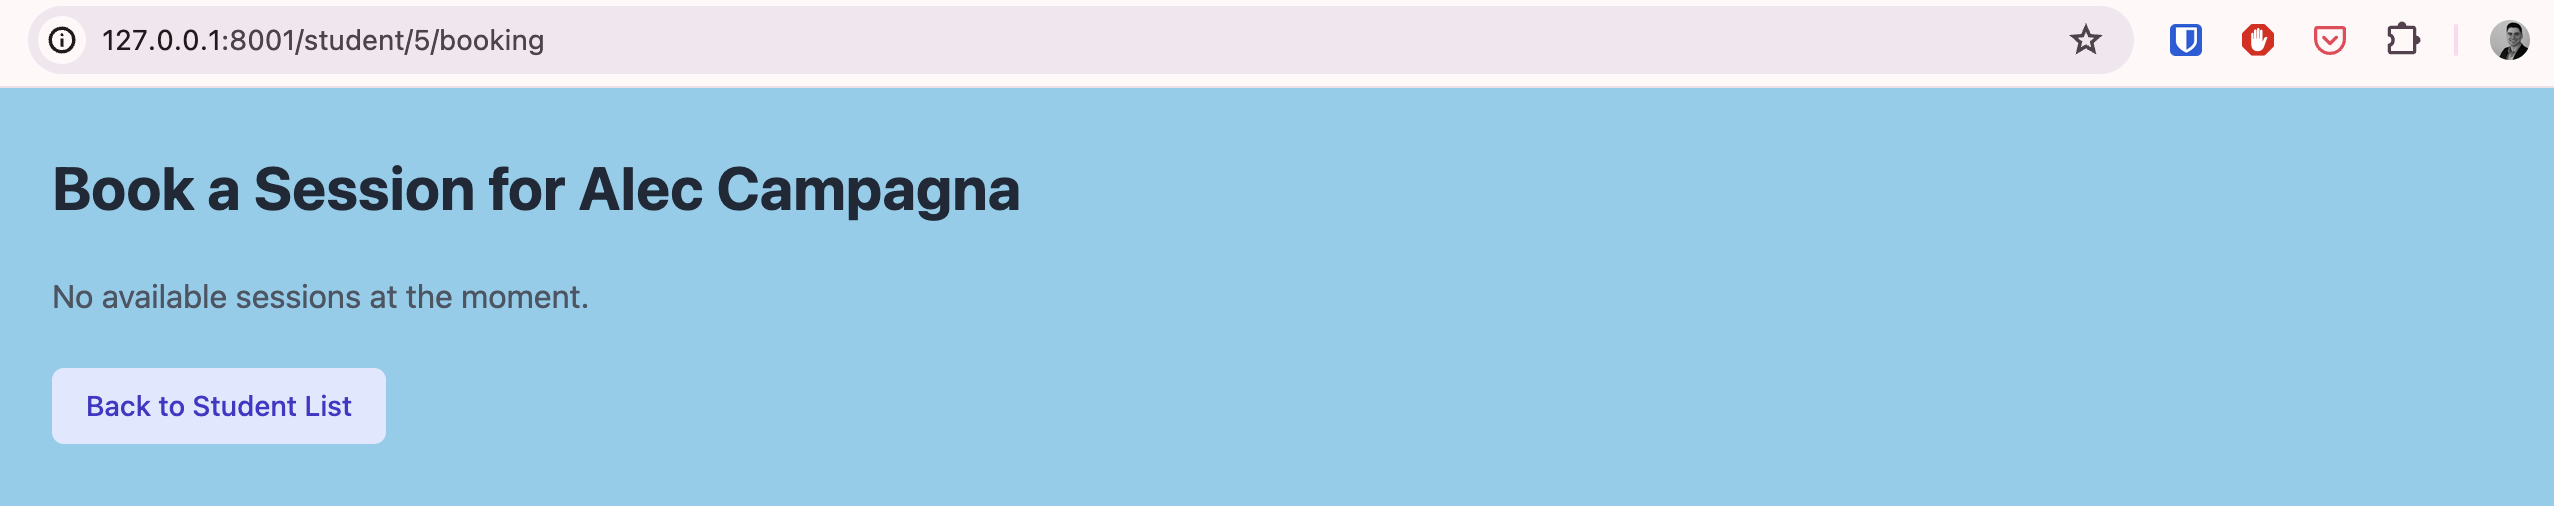 127.0.0.1:8001/student/5/booking
Book a Session for Alec Campagna
No available sessions at the moment.
Back to Student List